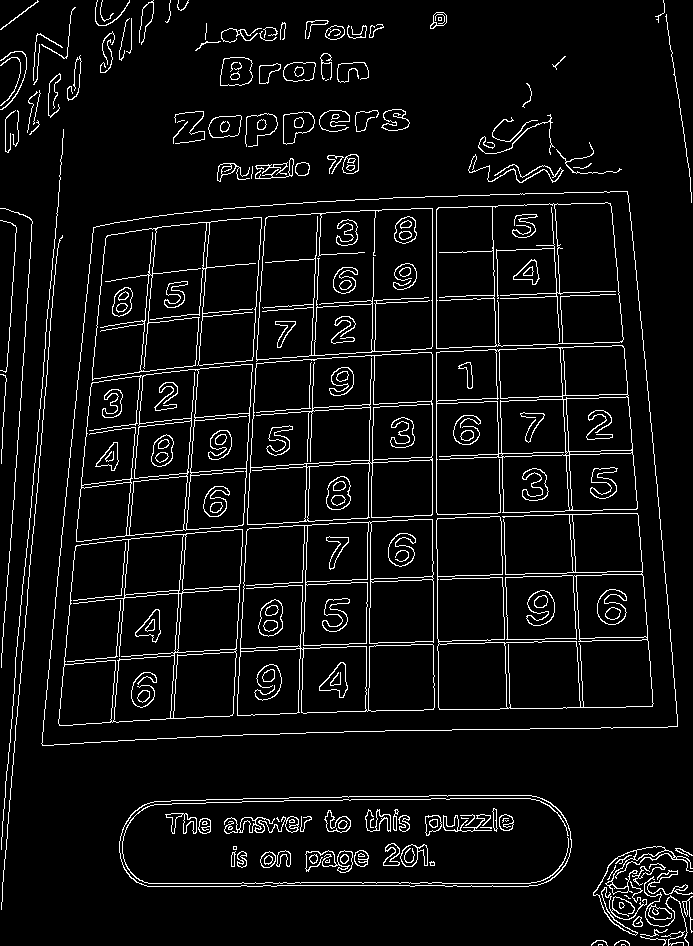 Level Four
Brain
Zappers
Puzzle 78
3 8 5
8 5 6 9 4
7 2
3 2 9 1
4 8 9 5 3 6 7 2
6 8 3 5
7 6
4 8 5 9 6
6 9 4
The answer to this puzzle
is on page 201.